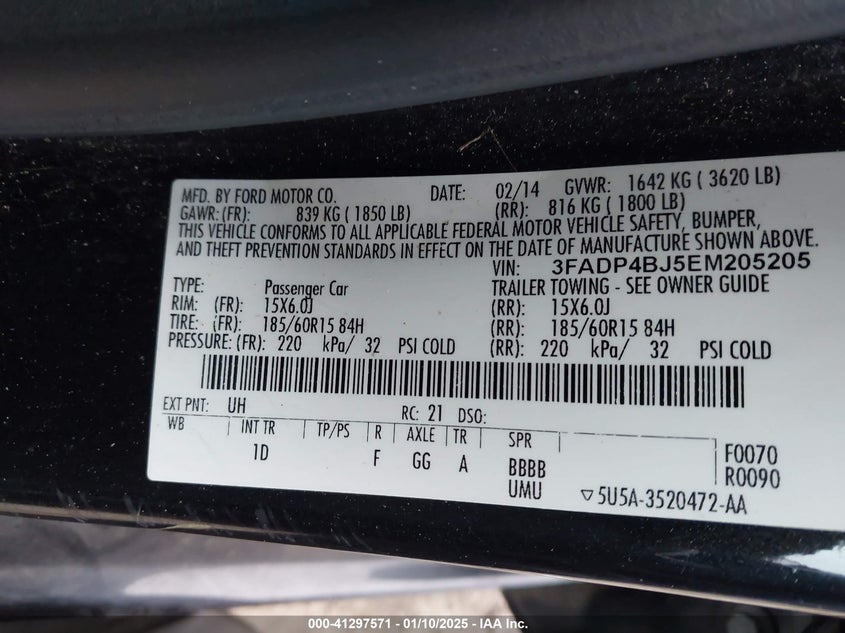 MFD. BY FORD MOTOR CO. DATE: 02/14 GVWR: 1642 KG ( 3620 LB)
GAWR: (FR): 839 KG ( 1850 LB) (RR): 816 KG ( 1800 LB)
THIS VEHICLE CONFORMS TO ALL APPLICABLE FEDERAL MOTOR VEHICLE SAFETY, BUMPER,
AND THEFT PREVENTION STANDARDS IN EFFECT ON THE DATE OF MANUFACTURE SHOWN ABOVE.
VIN: 3FADP4BJ5EM205205
TYPE: Passenger Car TRAILER TOWING - SEE OWNER GUIDE
RIM: (FR): 15X6.0J (RR): 15X6.0J
TIRE: (FR): 185/60R15 84H (RR): 185/60R15 84H
PRESSURE: (FR): 220 kPa/ 32 PSI COLD (RR): 220 kPa/ 32 PSI COLD
EXT PNT: UH RC: 21 DSO:
WB INT TR TP/PS R AXLE TR SPR F0070
1D F GG A BBBB R0090
UMU ▽5U5A-3520472-AA
000-41297571 / 01/10/2025 - IAA Inc.